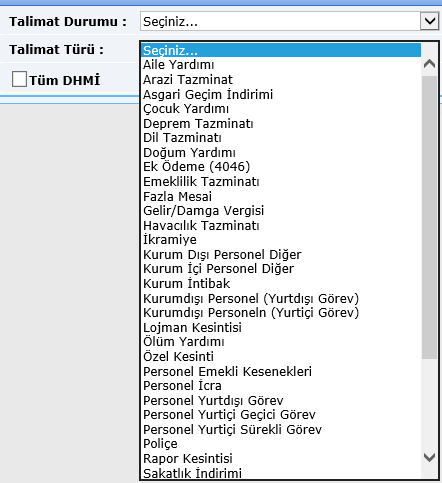 Talimat Durumu : Seçiniz...
Talimat Türü : Seçiniz...
Tüm DHMİ
Aile Yardımı
Arazi Tazminat
Asgari Geçim İndirimi
Çocuk Yardımı
Deprem Tazminatı
Dil Tazminatı
Doğum Yardımı
Ek Ödeme (4046)
Emeklilik Tazminatı
Fazla Mesai
Gelir/Damga Vergisi
Havacılık Tazminatı
İkramiye
Kurum Dışı Personel Diğer
Kurum İçi Personel Diğer
Kurum İntibak
Kurumdışı Personel (Yurtdışı Görev)
Kurumdışı Personeln (Yurtiçi Görev)
Lojman Kesintisi
Ölüm Yardımı
Özel Kesinti
Personel Emekli Kesenekleri
Personel İcra
Personel Yurtdışı Görev
Personel Yurtiçi Geçici Görev
Personel Yurtiçi Sürekli Görev
Poliçe
Rapor Kesintisi
Sakatlık İndirimi